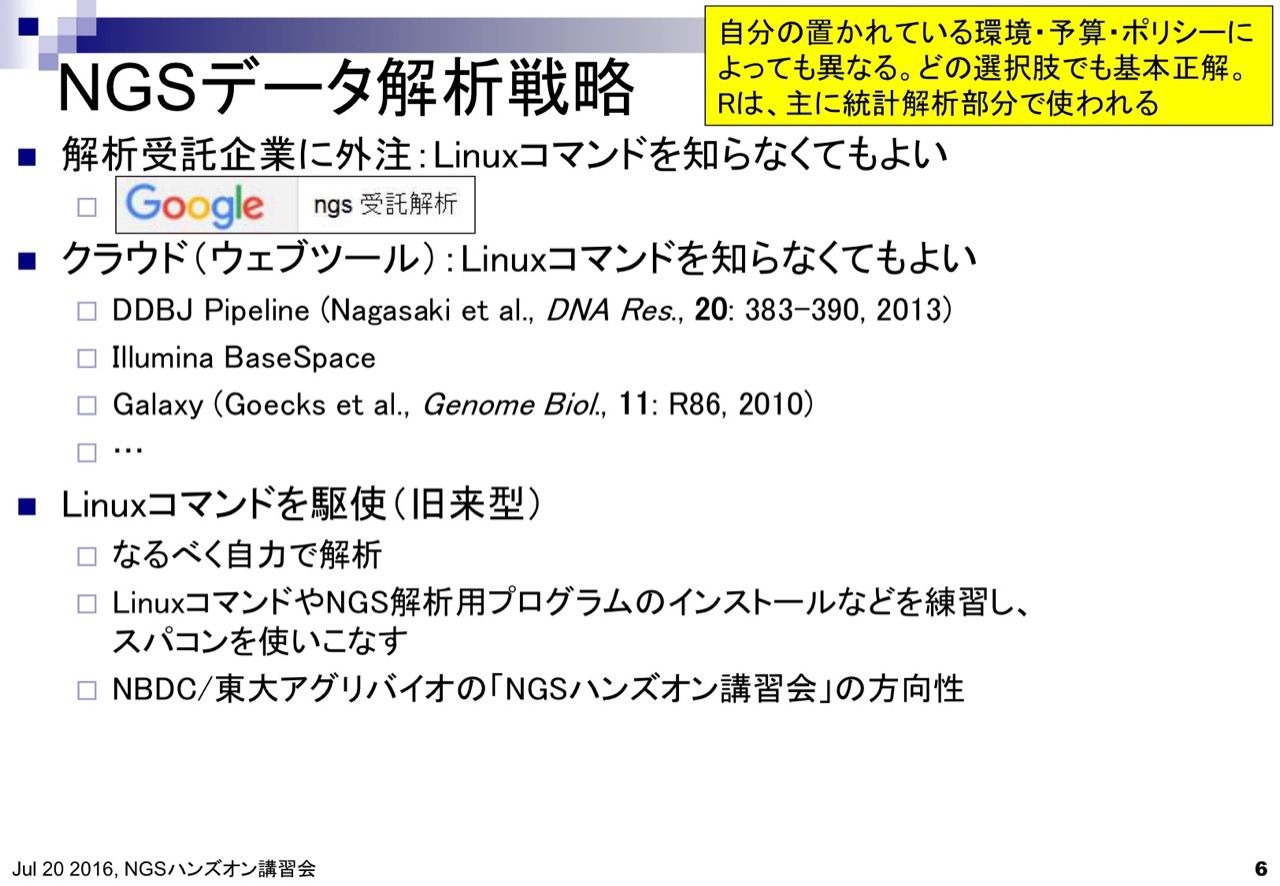 自分の置かれている環境・予算・ポリシーに
よっても異なる。どの選択肢でも基本正解。
Rは、主に統計解析部分で使われる
NGSデータ解析戦略
解析受託企業に外注：Linuxコマンドを知らなくてもよい
Google ngs 受託解析
クラウド（ウェブツール）：Linuxコマンドを知らなくてもよい
DDBJ Pipeline (Nagasaki et al., DNA Res., 20: 383-390, 2013)
Illumina BaseSpace
Galaxy (Goecks et al., Genome Biol., 11: R86, 2010)
…
Linuxコマンドを駆使（旧来型）
なるべく自力で解析
LinuxコマンドやNGS解析用プログラムのインストールなどを練習し、
スパコンを使いこなす
NBDC/東大アグリバイオの「NGSハンズオン講習会」の方向性
Jul 20 2016, NGSハンズオン講習会
6